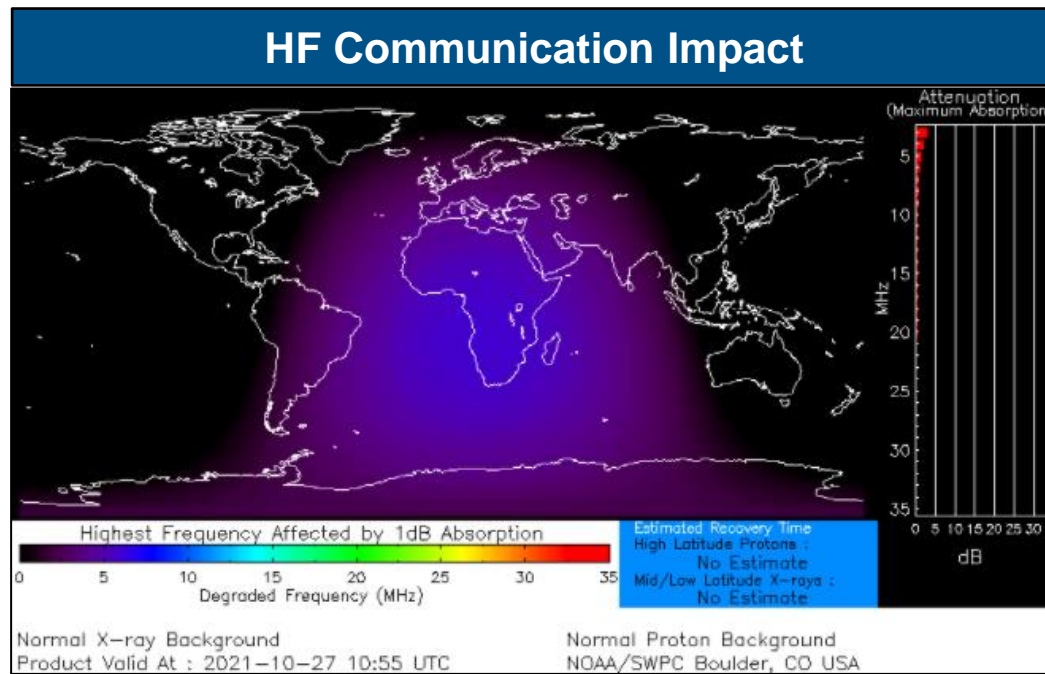 HF Communication Impact
Attenuation
(Maximum Absorption)
5
10
15
20
25
30
35
MHz
0 5 10 15 20 25 30
dB
Highest Frequency Affected by 1dB Absorption
0 5 10 15 20 25 30 35
Degraded Frequency (MHz)
Estimated Recovery Time
High Latitude Protons :
No Estimate
Mid/Low Latitude X-rays :
No Estimate
Normal X-ray Background
Normal Proton Background
Product Valid At : 2021-10-27 10:55 UTC
NOAA/SWPC Boulder, CO USA